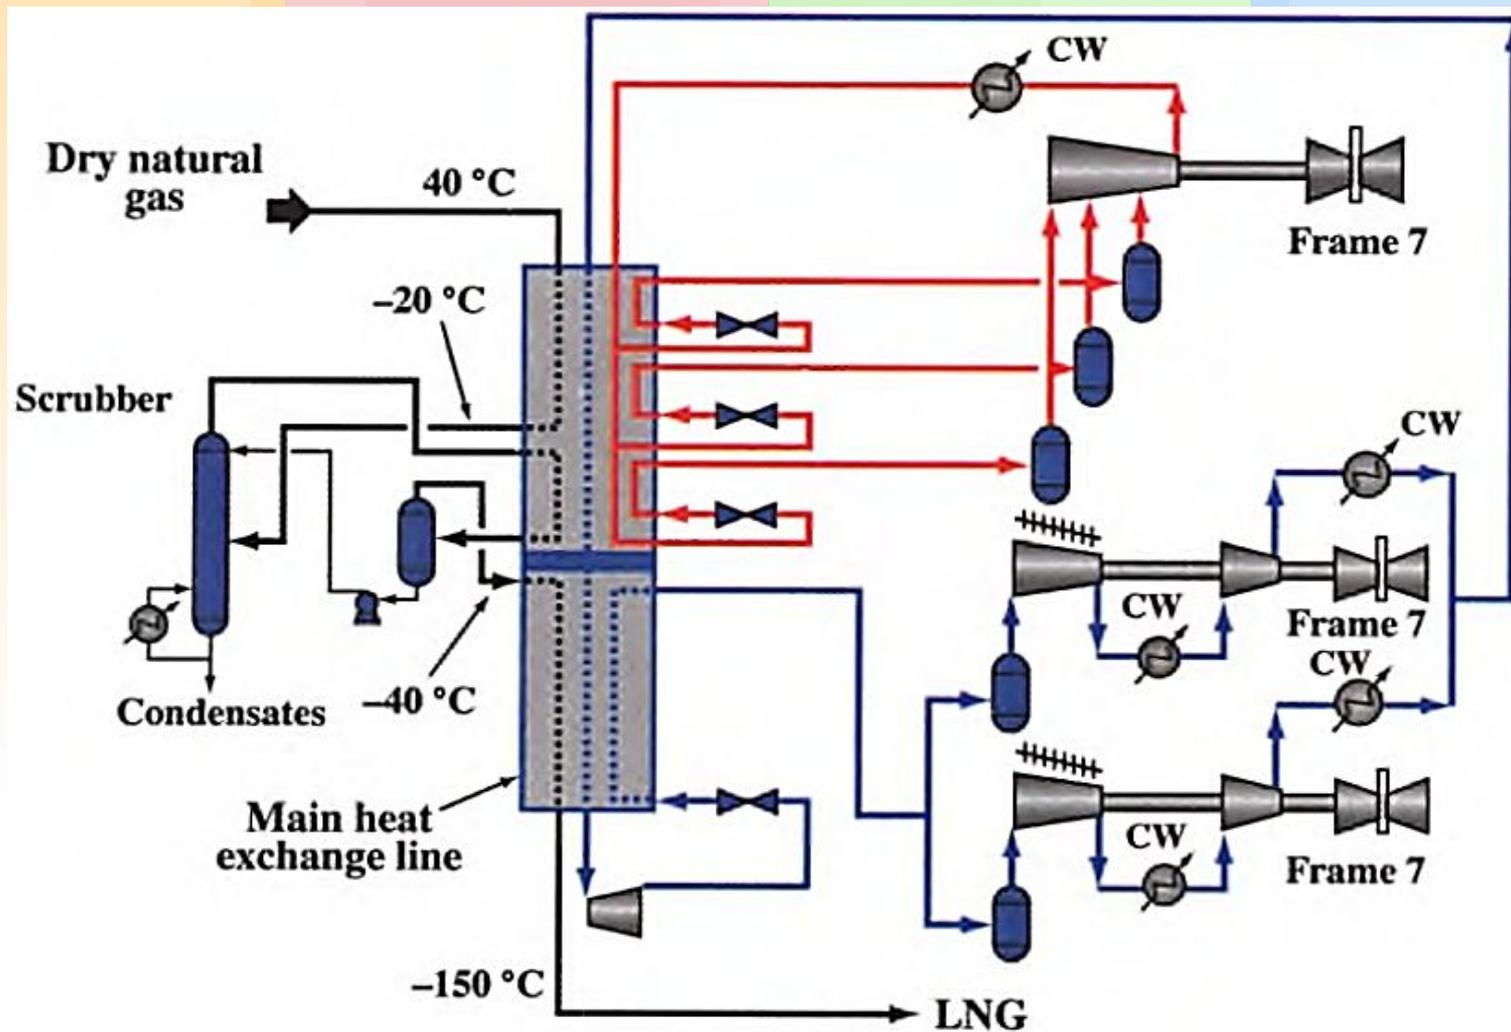 CW
Dry natural
gas
40 °C
Frame 7
–20 °C
Scrubber
CW
CW
Frame 7
CW
–40 °C
Condensates
Main heat
exchange line
CW
Frame 7
–150 °C
LNG